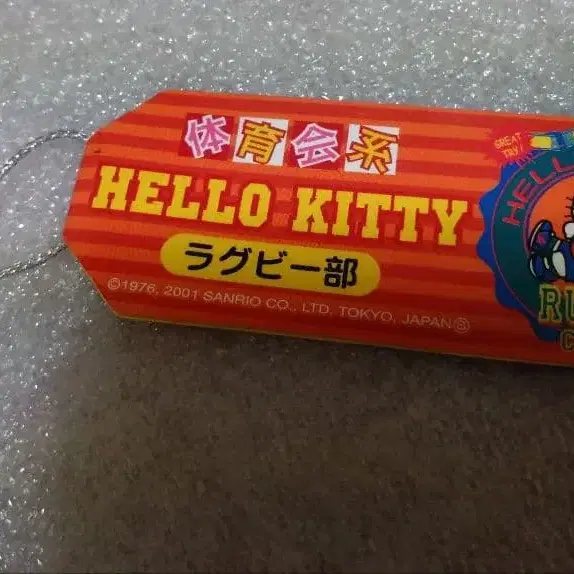 体育会系
HELLO KITTY
ラグビー部
©1976, 2001 SANRIO CO., LTD. TOKYO, JAPAN Ⓢ
GREAT
TRY!
HELL
RU
C